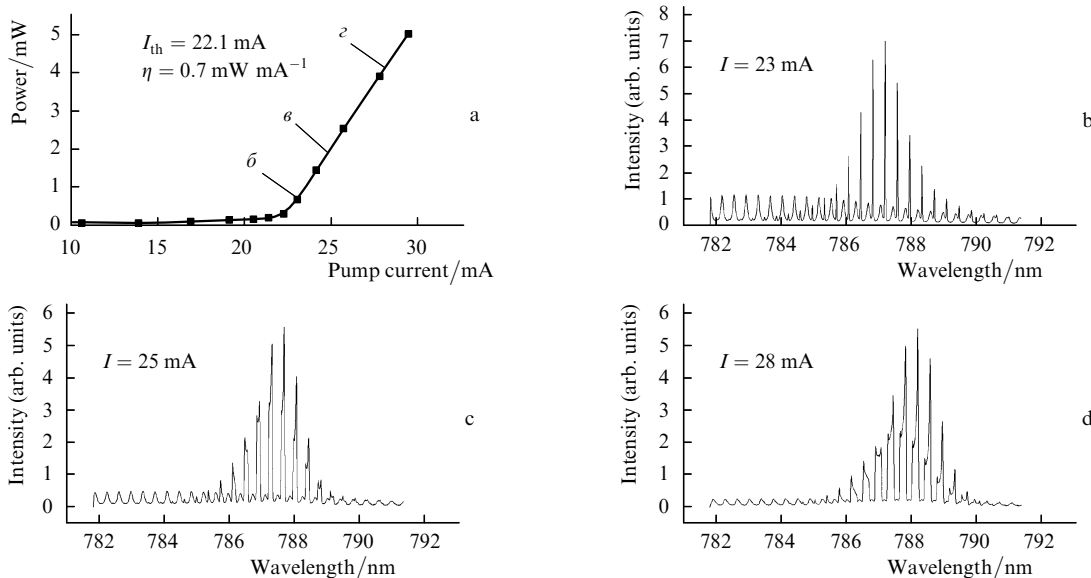 Power/mW
5
4
3
2
1
0
10
15
20
25
30
Pump current/mA
I_th = 22.1 mA
η = 0.7 mW mA⁻¹
б
в
г
a
Intensity (arb. units)
8
7
6
5
4
3
2
1
0
782
784
786
788
790
792
Wavelength/nm
I = 23 mA
b
Intensity (arb. units)
6
5
4
3
2
1
0
782
784
786
788
790
792
Wavelength/nm
I = 25 mA
c
Intensity (arb. units)
6
5
4
3
2
1
0
782
784
786
788
790
792
Wavelength/nm
I = 28 mA
d